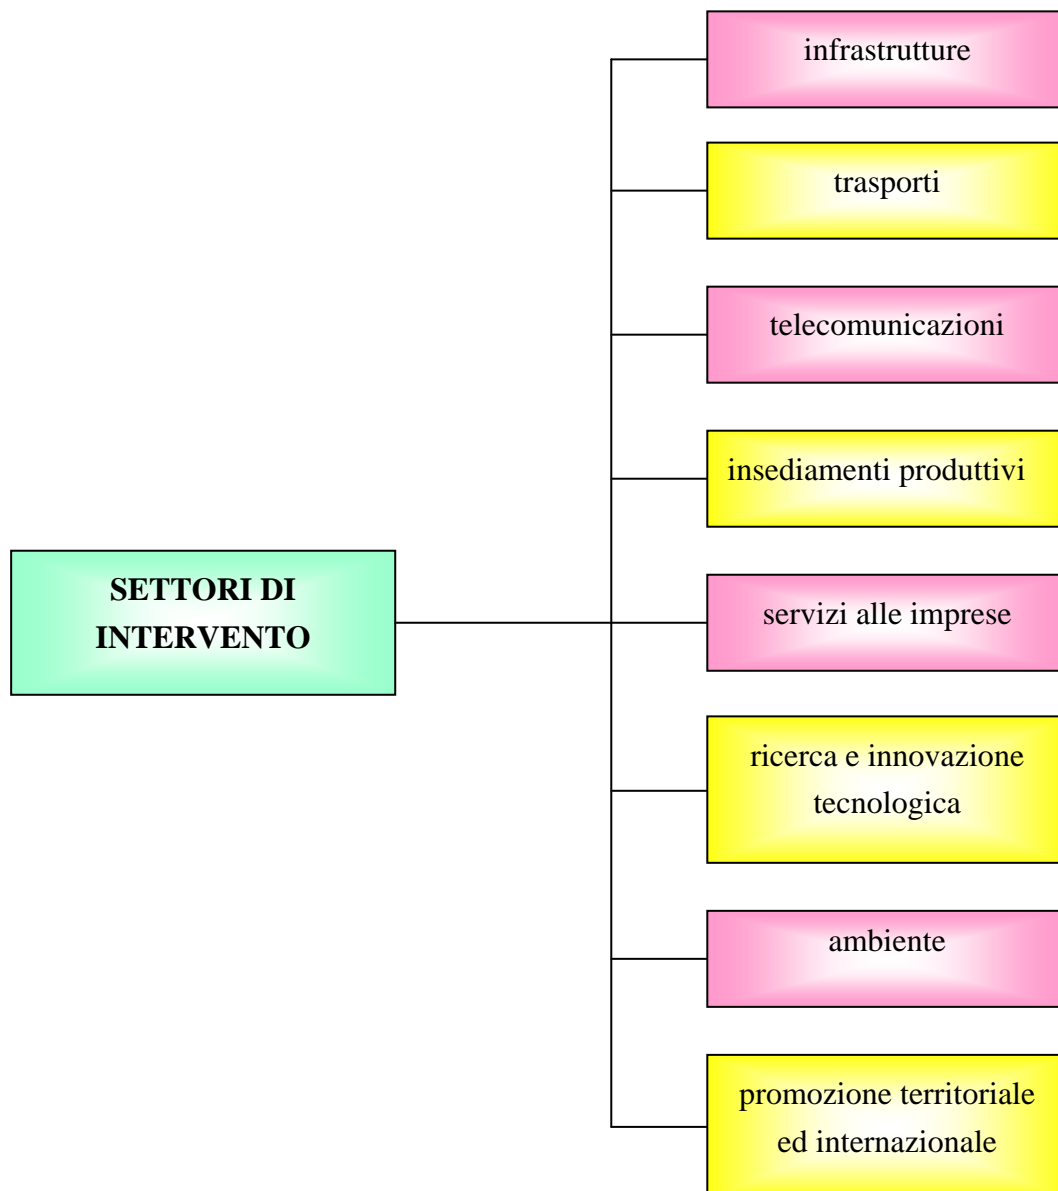 infrastrutture
trasporti
telecomunicazioni
insediamenti produttivi
SETTORI DI
INTERVENTO
servizi alle imprese
ricerca e innovazione
tecnologica
ambiente
promozione territoriale
ed internazionale